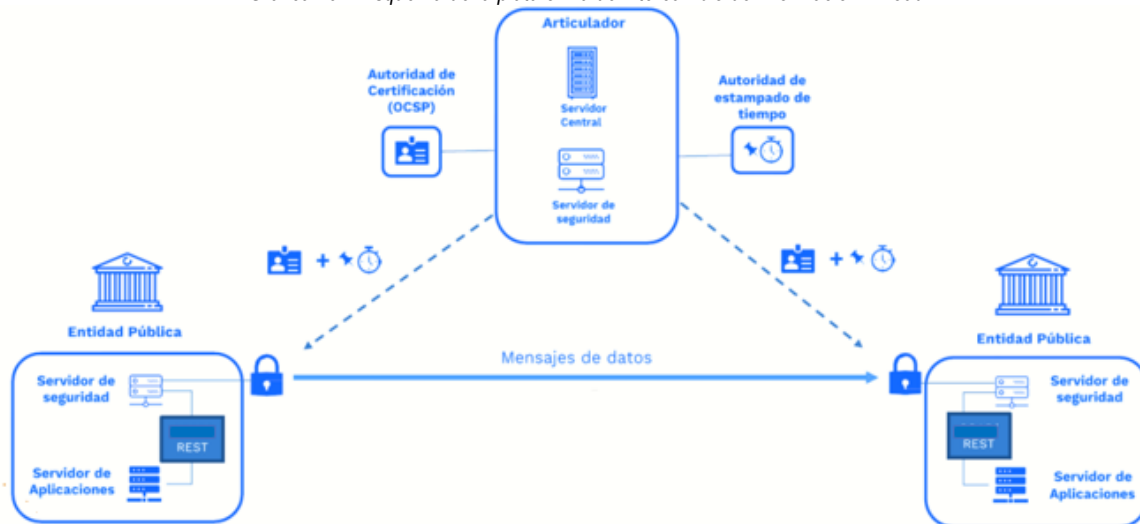 Articulador
Autoridad de
Certificación
(OCSP)
Servidor
Central
Autoridad de
estampado de
tiempo
Servidor de
seguridad
+
+
Entidad Pública
Entidad Pública
Mensajes de datos
Servidor de
seguridad
REST
Servidor de
Aplicaciones
Servidor de
seguridad
REST
Servidor de
Aplicaciones